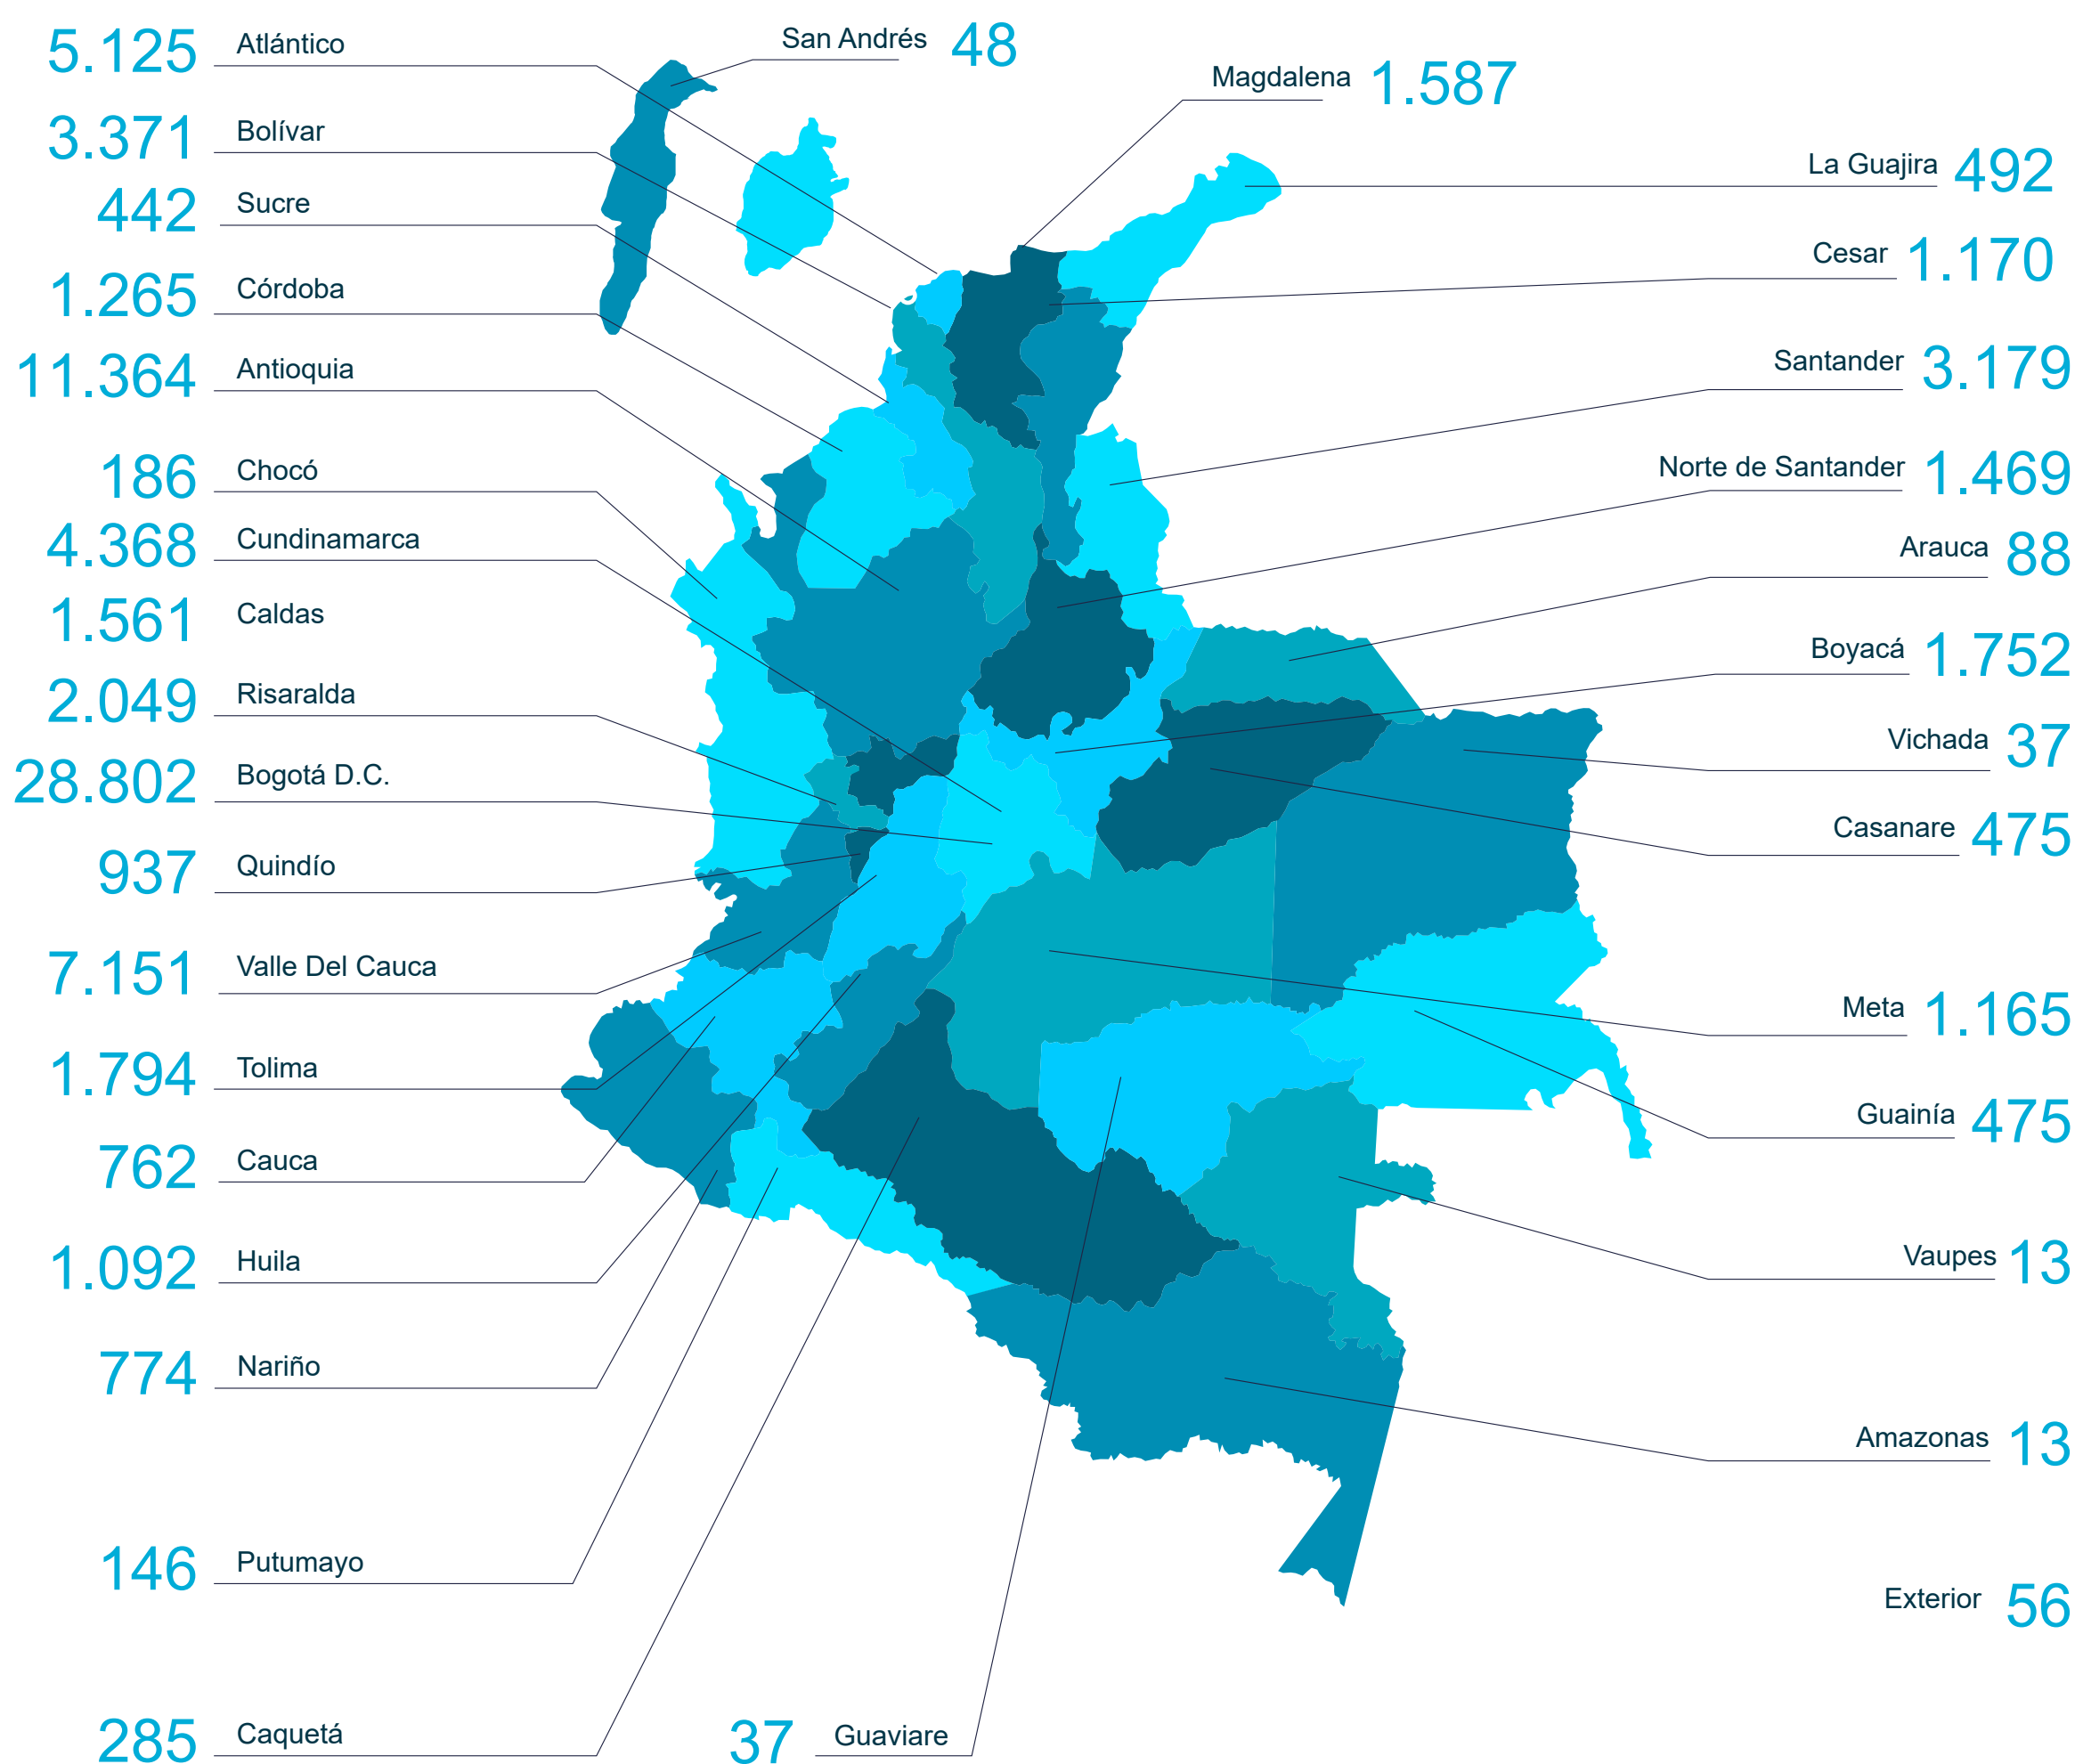 5.125 Atlántico
3.371 Bolívar
442 Sucre
1.265 Córdoba
11.364 Antioquia
186 Chocó
4.368 Cundinamarca
1.561 Caldas
2.049 Risaralda
28.802 Bogotá D.C.
937 Quindío
7.151 Valle Del Cauca
1.794 Tolima
762 Cauca
1.092 Huila
774 Nariño
146 Putumayo
285 Caquetá
37 Guaviare
San Andrés 48
Magdalena 1.587
La Guajira 492
Cesar 1.170
Santander 3.179
Norte de Santander 1.469
Arauca 88
Boyacá 1.752
Vichada 37
Casanare 475
Meta 1.165
Guainía 475
Vaupes 13
Amazonas 13
Exterior 56